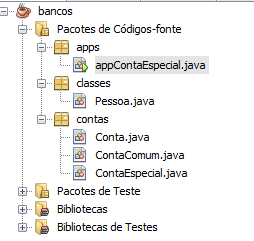 bancos
Pacotes de Códigos-fonte
apps
appContaEspecial.java
classes
Pessoa.java
contas
Conta.java
ContaComum.java
ContaEspecial.java
Pacotes de Teste
Bibliotecas
Bibliotecas de Testes